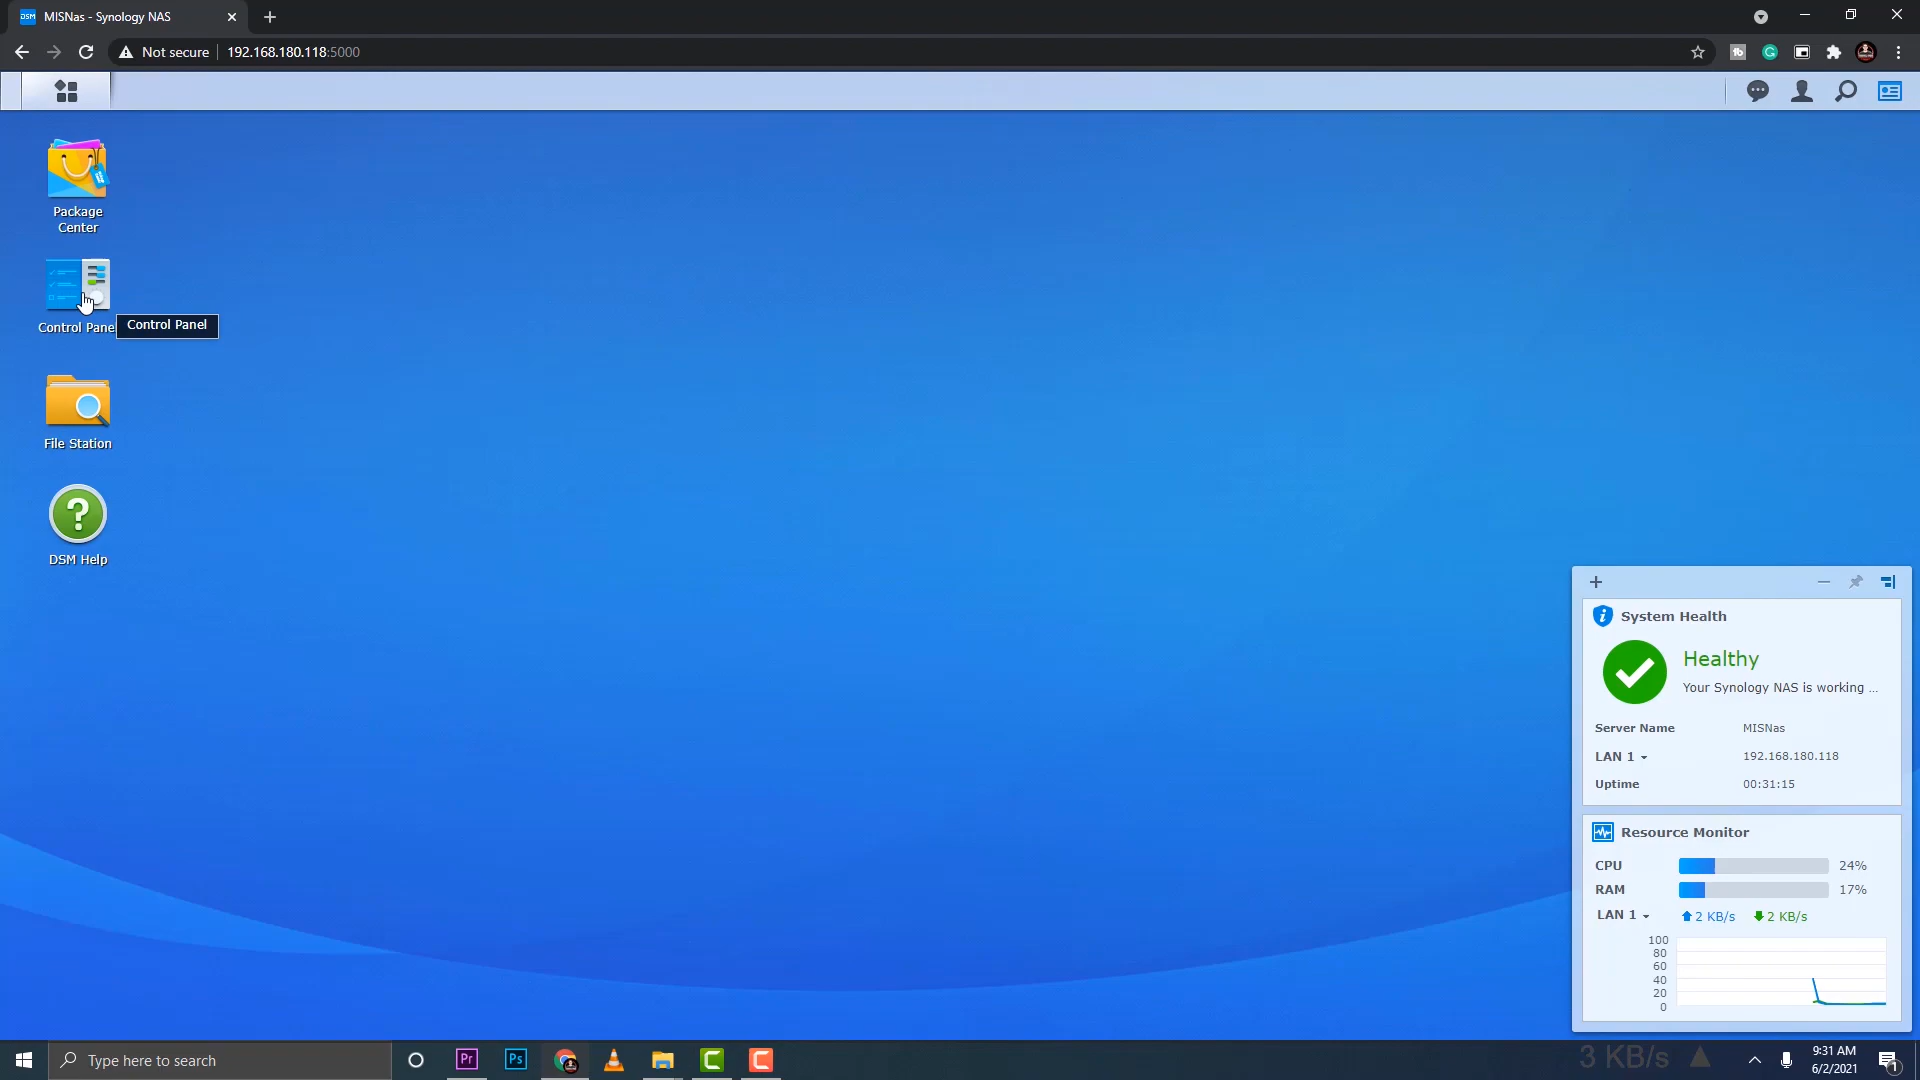 MISNas - Synology NAS
Not secure
192.168.180.118:5000
Package
Center
Control Pane
Control Panel
File Station
DSM Help
System Health
Healthy
Your Synology NAS is working ...
Server Name MISNas
LAN 1 192.168.180.118
Uptime 00:31:15
Resource Monitor
CPU 24%
RAM 17%
LAN 1 2 KB/s 2 KB/s
100
80
60
40
20
0
Type here to search
Pr
Ps
3 KB/s
9:31 AM
6/2/2021
1